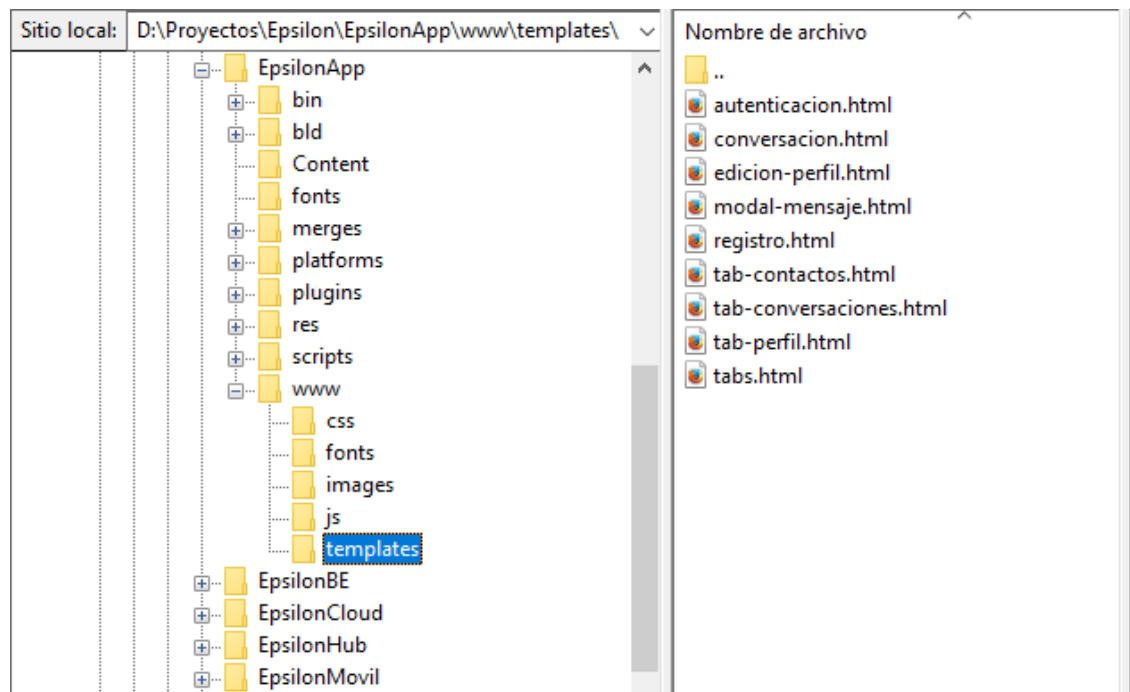 Sitio local: D:\Proyectos\Epsilon\EpsilonApp\www\templates\
EpsilonApp
bin
bld
Content
fonts
merges
platforms
plugins
res
scripts
www
css
fonts
images
js
templates
EpsilonBE
EpsilonCloud
EpsilonHub
EpsilonMovil
Nombre de archivo
..
autenticacion.html
conversacion.html
edicion-perfil.html
modal-mensaje.html
registro.html
tab-contactos.html
tab-conversaciones.html
tab-perfil.html
tabs.html